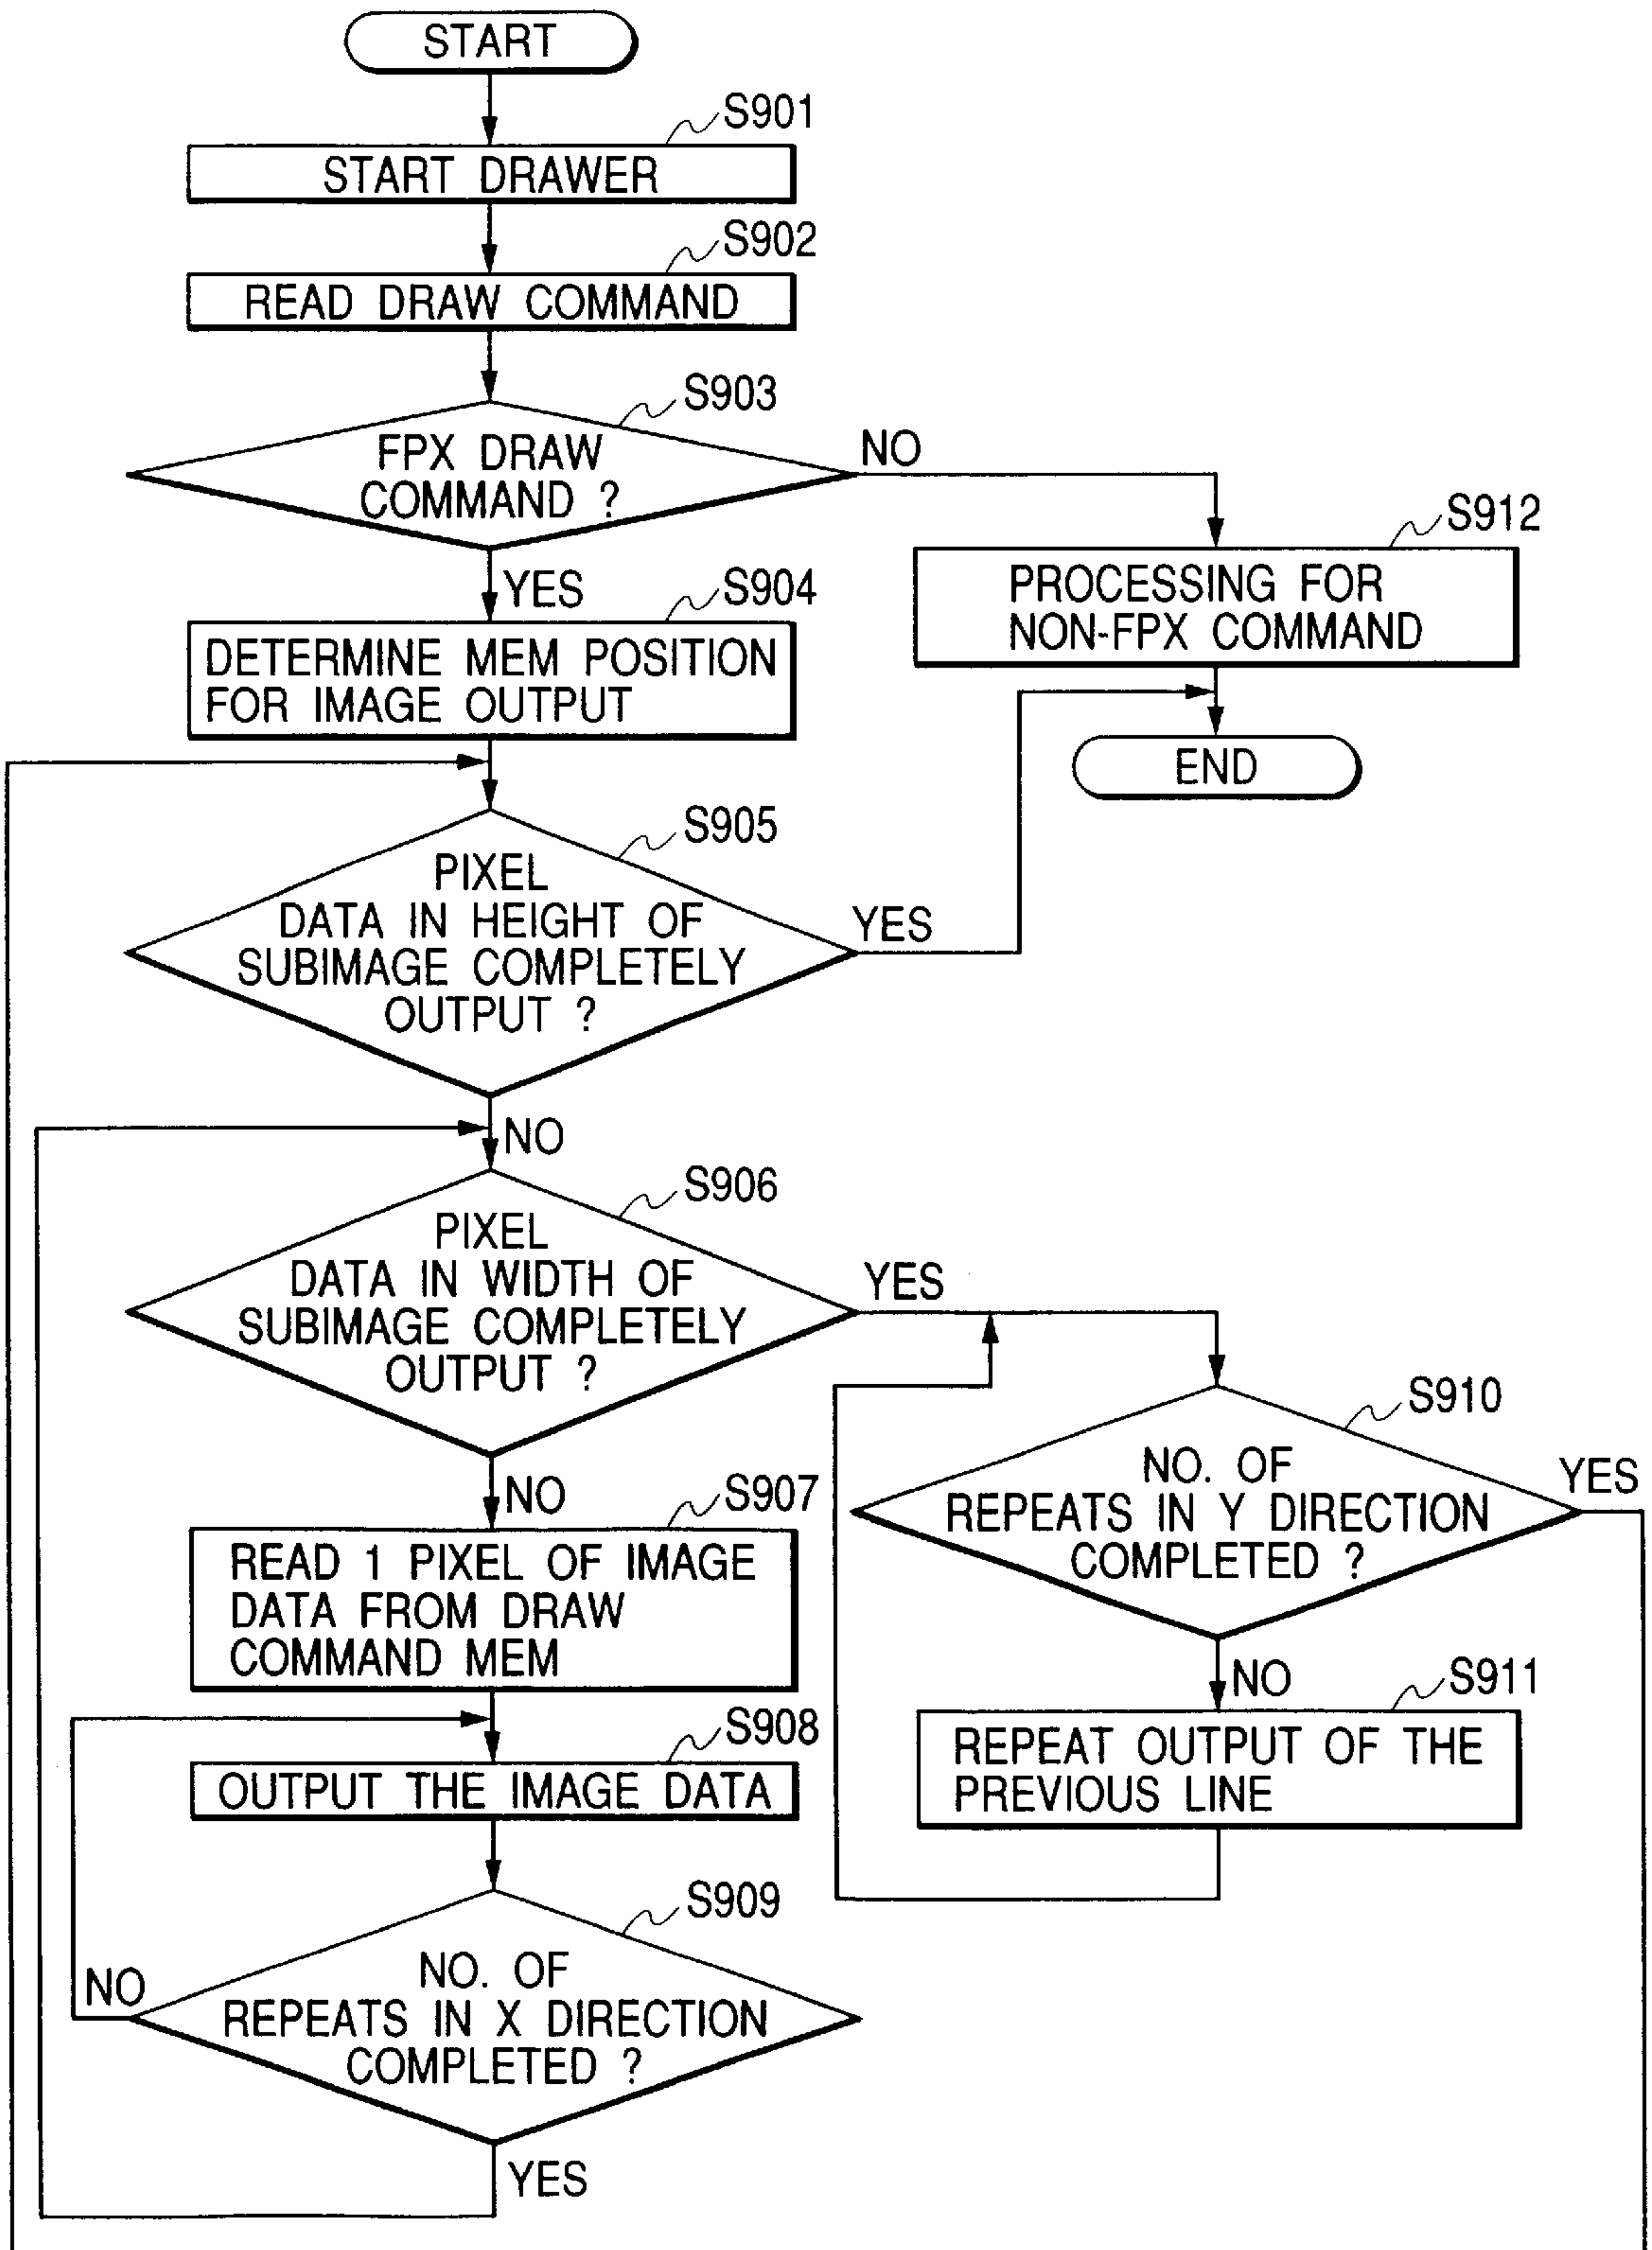 START
S901
START DRAWER
S902
READ DRAW COMMAND
S903
FPX DRAW
COMMAND ?
NO
YES
S904
DETERMINE MEM POSITION
FOR IMAGE OUTPUT
S912
PROCESSING FOR
NON-FPX COMMAND
END
S905
PIXEL
DATA IN HEIGHT OF
SUBIMAGE COMPLETELY
OUTPUT ?
YES
NO
S906
PIXEL
DATA IN WIDTH OF
SUBIMAGE COMPLETELY
OUTPUT ?
YES
NO
S907
READ 1 PIXEL OF IMAGE
DATA FROM DRAW
COMMAND MEM
S908
OUTPUT THE IMAGE DATA
S909
NO. OF
REPEATS IN X DIRECTION
COMPLETED ?
NO
YES
S910
NO. OF
REPEATS IN Y DIRECTION
COMPLETED ?
YES
NO
S911
REPEAT OUTPUT OF THE
PREVIOUS LINE